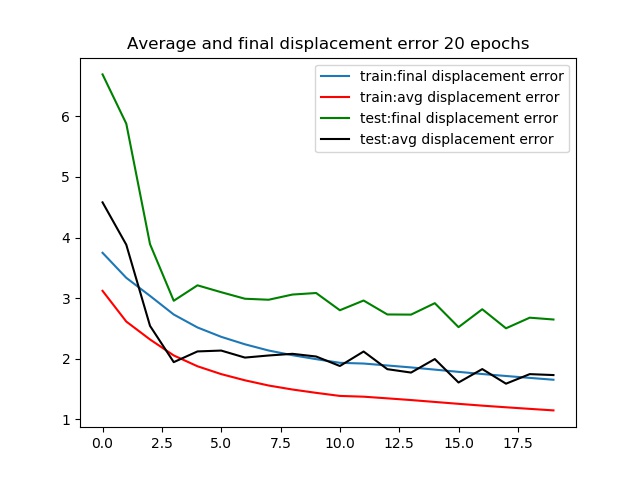 Average and final displacement error 20 epochs
train:final displacement error
train:avg displacement error
test:final displacement error
test:avg displacement error
6
5
4
3
2
1
0.0 2.5 5.0 7.5 10.0 12.5 15.0 17.5